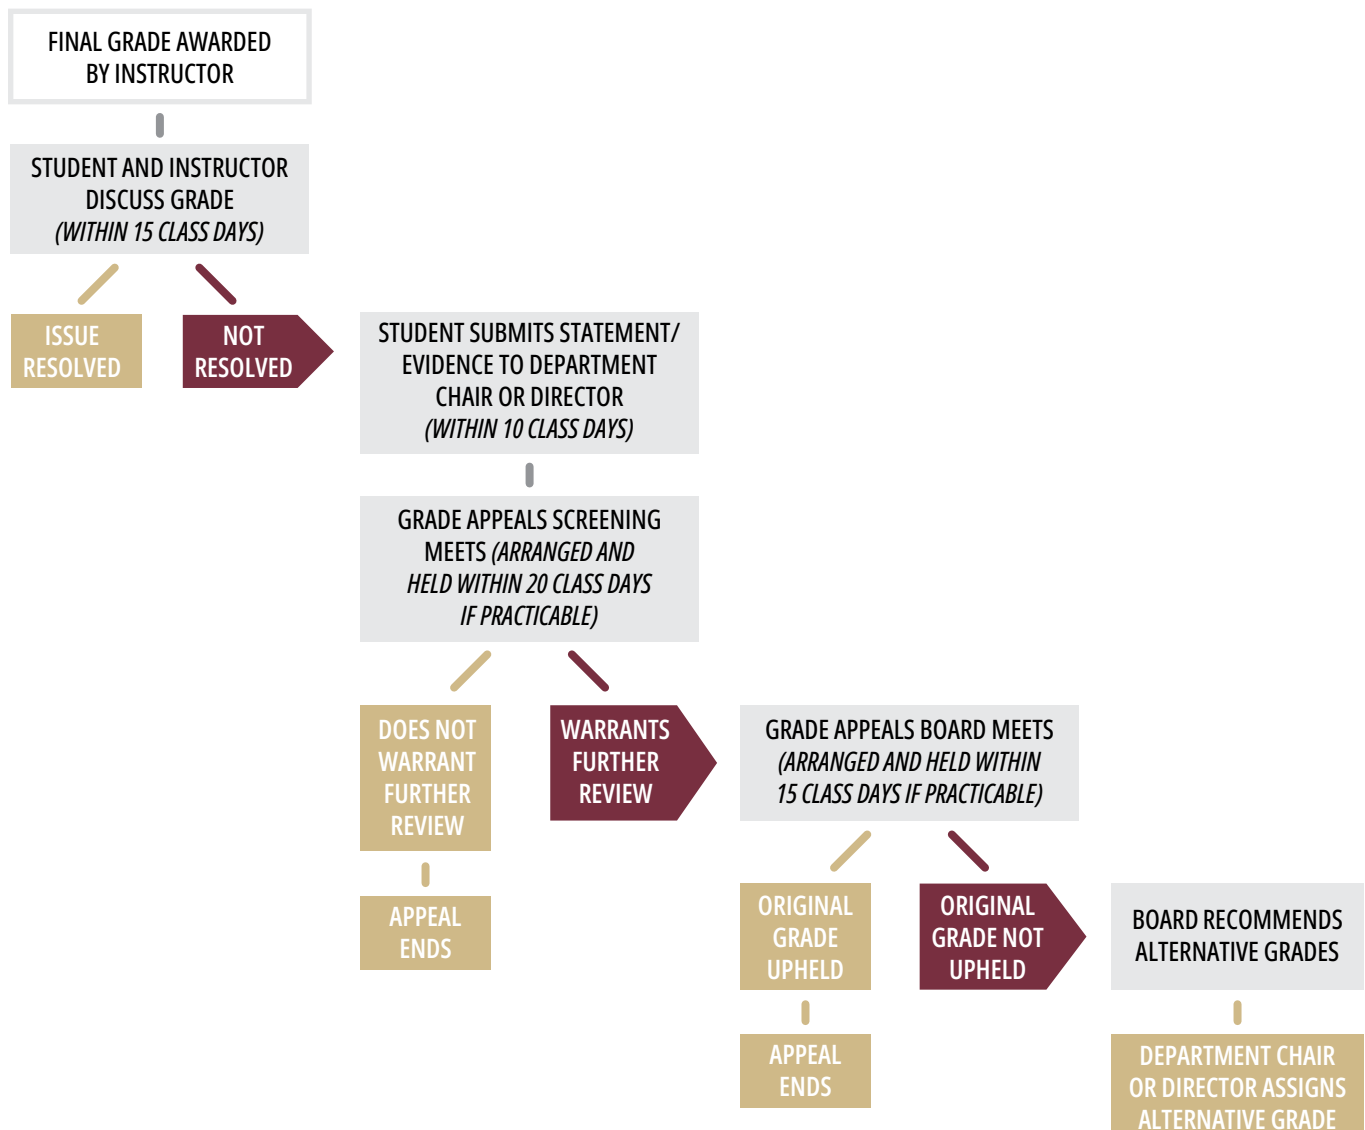 FINAL GRADE AWARDED
BY INSTRUCTOR
STUDENT AND INSTRUCTOR
DISCUSS GRADE
(WITHIN 15 CLASS DAYS)
ISSUE
RESOLVED
NOT
RESOLVED
STUDENT SUBMITS STATEMENT/
EVIDENCE TO DEPARTMENT
CHAIR OR DIRECTOR
(WITHIN 10 CLASS DAYS)
GRADE APPEALS SCREENING
MEETS (ARRANGED AND
HELD WITHIN 20 CLASS DAYS
IF PRACTICABLE)
DOES NOT
WARRANT
FURTHER
REVIEW
APPEAL
ENDS
WARRANTS
FURTHER
REVIEW
GRADE APPEALS BOARD MEETS
(ARRANGED AND HELD WITHIN
15 CLASS DAYS IF PRACTICABLE)
ORIGINAL
GRADE
UPHELD
APPEAL
ENDS
ORIGINAL
GRADE NOT
UPHELD
BOARD RECOMMENDS
ALTERNATIVE GRADES
DEPARTMENT CHAIR
OR DIRECTOR ASSIGNS
ALTERNATIVE GRADE